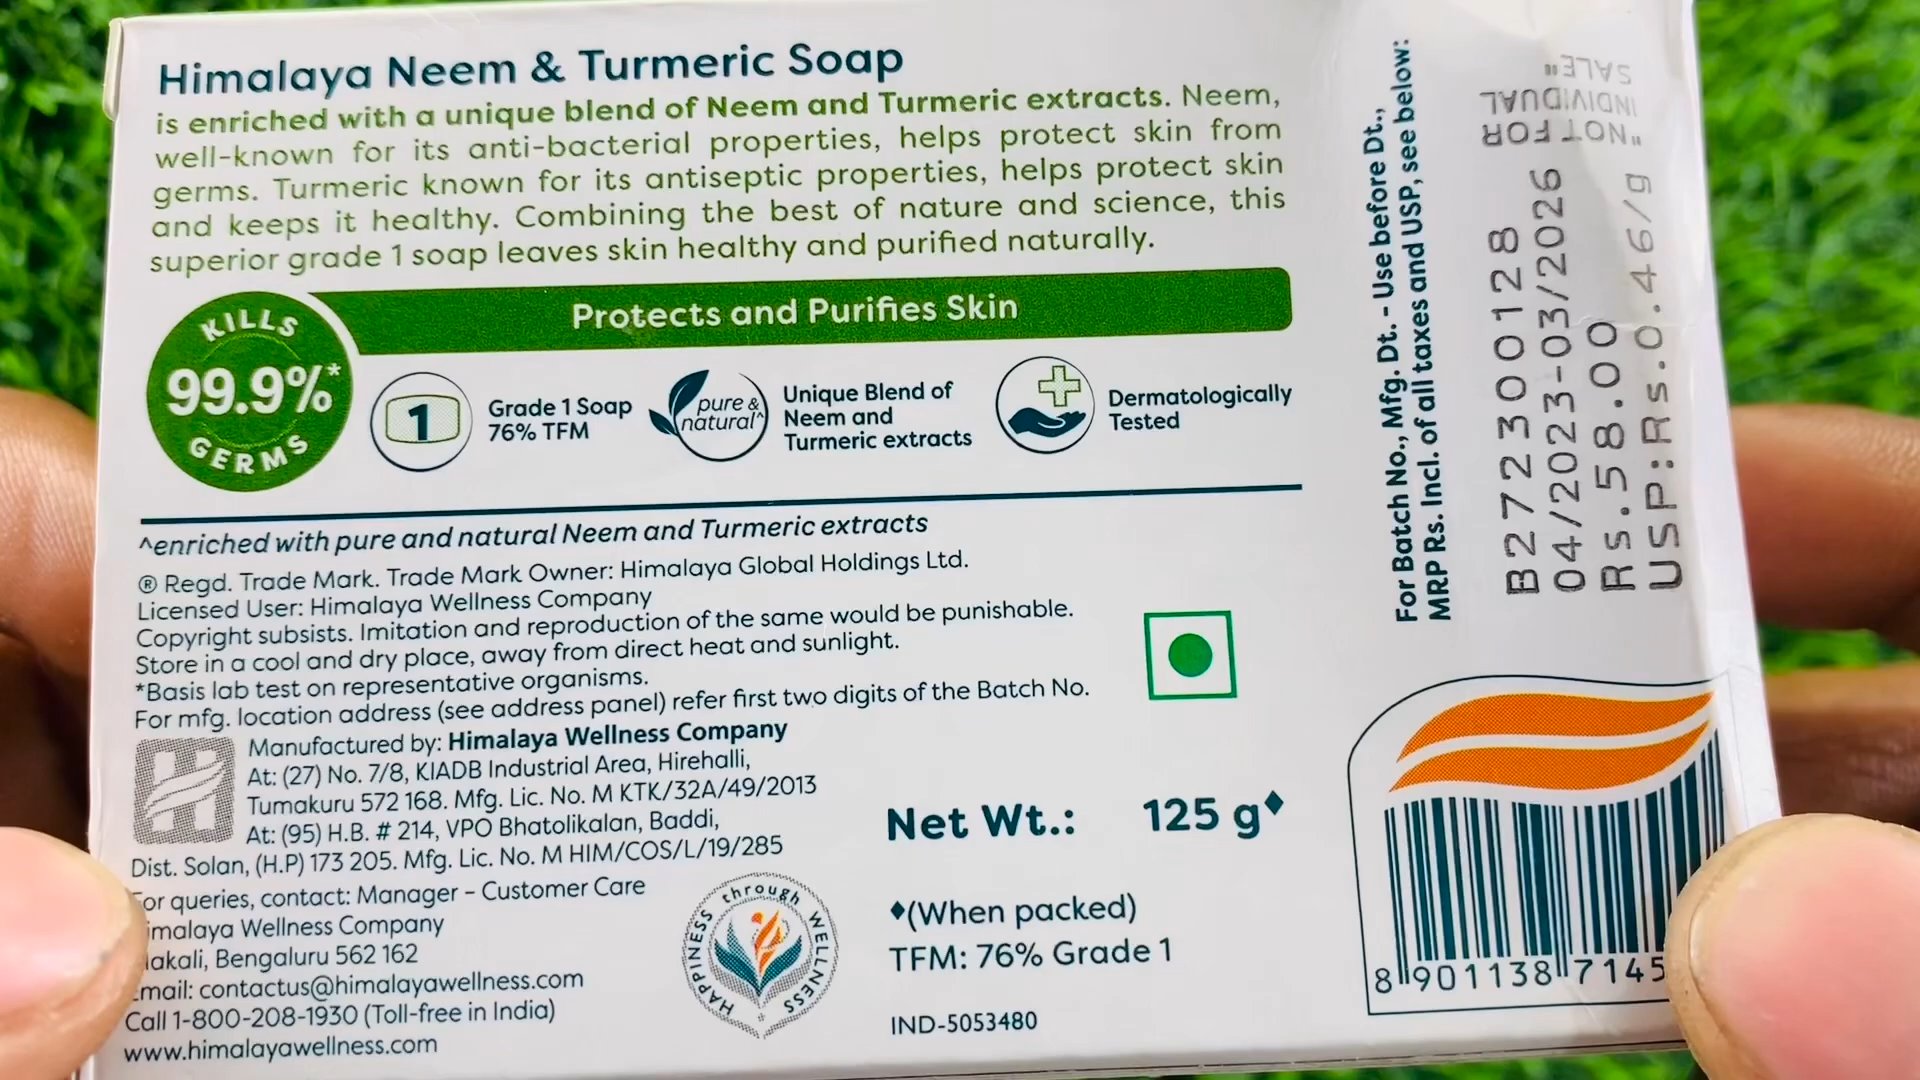 Himalaya Neem & Turmeric Soap
is enriched with a unique blend of Neem and Turmeric extracts. Neem,
well-known for its anti-bacterial properties, helps protect skin from
germs. Turmeric known for its antiseptic properties, helps protect skin
and keeps it healthy. Combining the best of nature and science, this
superior grade 1 soap leaves skin healthy and purified naturally.
KILLS
99.9%*
GERMS
Protects and Purifies Skin
1
Grade 1 Soap
76% TFM
pure &
natural^
Unique Blend of
Neem and
Turmeric extracts
Dermatologically
Tested
^enriched with pure and natural Neem and Turmeric extracts
® Regd. Trade Mark. Trade Mark Owner: Himalaya Global Holdings Ltd.
Licensed User: Himalaya Wellness Company
Copyright subsists. Imitation and reproduction of the same would be punishable.
Store in a cool and dry place, away from direct heat and sunlight.
*Basis lab test on representative organisms.
For mfg. location address (see address panel) refer first two digits of the Batch No.
Manufactured by: Himalaya Wellness Company
At: (27) No. 7/8, KIADB Industrial Area, Hirehalli,
Tumakuru 572 168. Mfg. Lic. No. M KTK/32A/49/2013
At: (95) H.B. # 214, VPO Bhatolikalan, Baddi,
Dist. Solan, (H.P) 173 205. Mfg. Lic. No. M HIM/COS/L/19/285
or queries, contact: Manager – Customer Care
imalaya Wellness Company
akali, Bengaluru 562 162
mail: contactus@himalayawellness.com
Call 1-800-208-1930 (Toll-free in India)
www.himalayawellness.com
HAPPINESS through WELLNESS
Net Wt.: 125 g♦
♦(When packed)
TFM: 76% Grade 1
IND-5053480
For Batch No., Mfg. Dt. - Use before Dt.,
MRP Rs. Incl. of all taxes and USP, see below:
B272300128
04/2023-03/2026
Rs.58.00
USP:Rs.0.46/g
"NOT FOR
INDIVIDUAL
SALE"
8 901138 7145